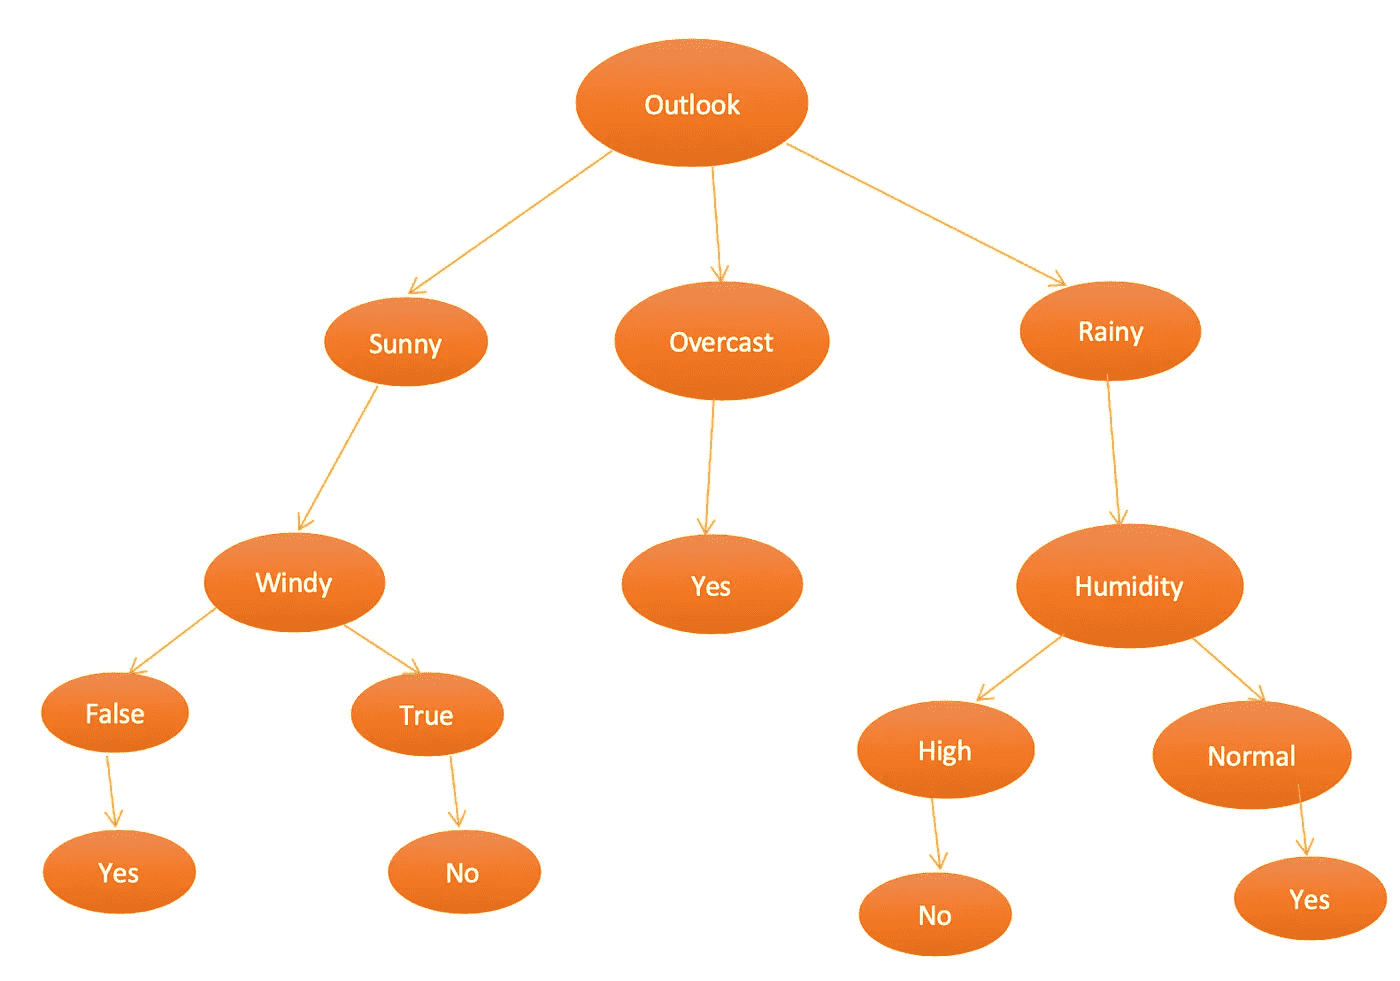 Outlook
Sunny
Overcast
Rainy
Windy
Yes
Humidity
False
True
High
Normal
Yes
No
No
Yes